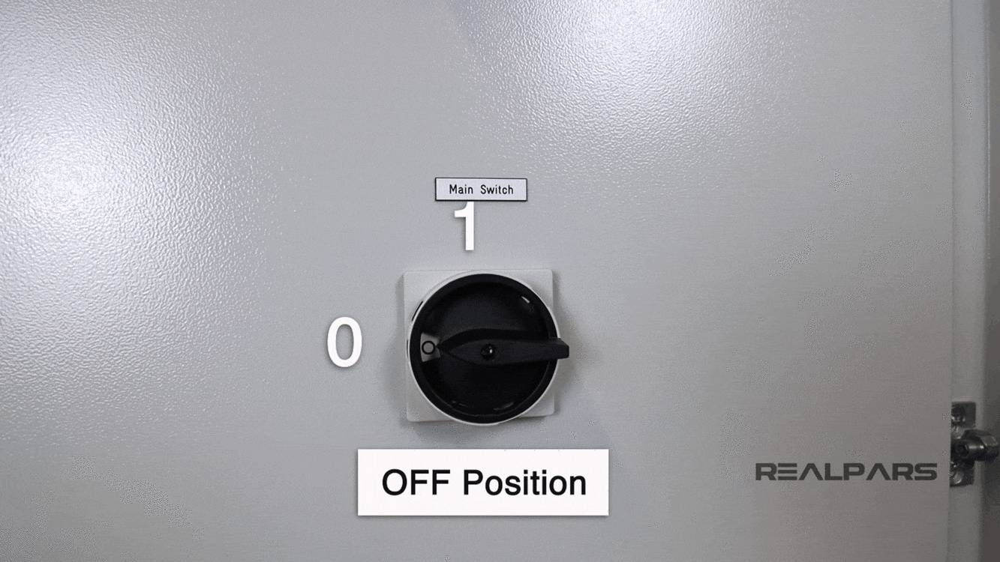 Main Switch
1
0
OFF Position
REALPARS